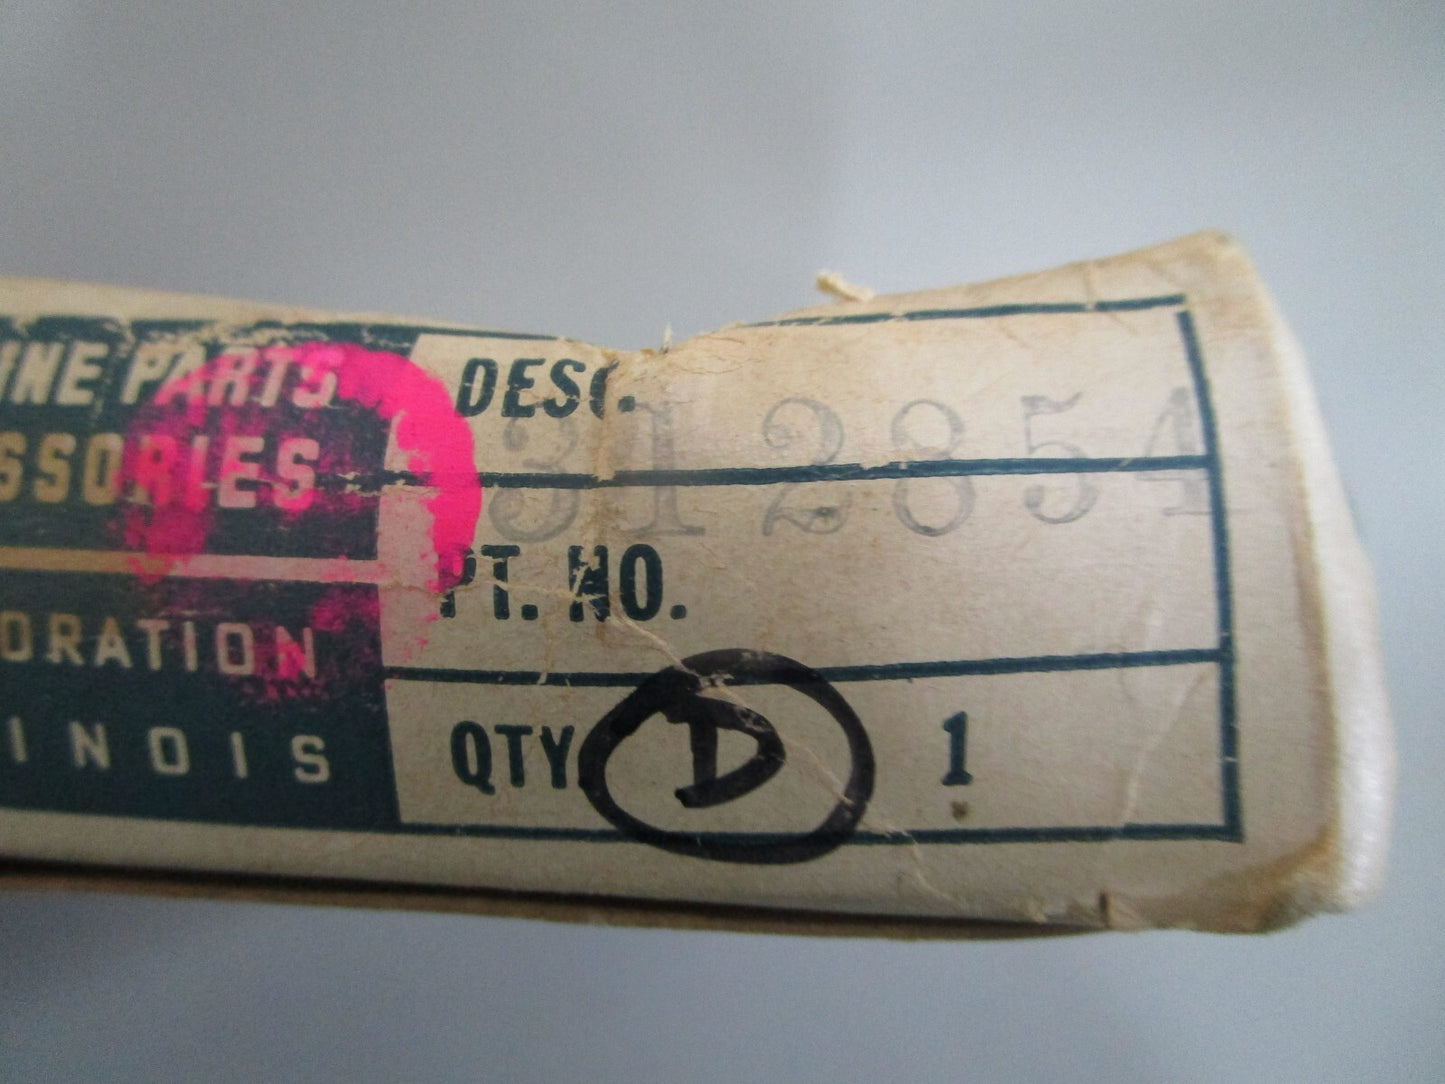 INE PARTS
SSORIES
ORATION
INOIS
DESC.
312854
PT. NO.
QTY D 1